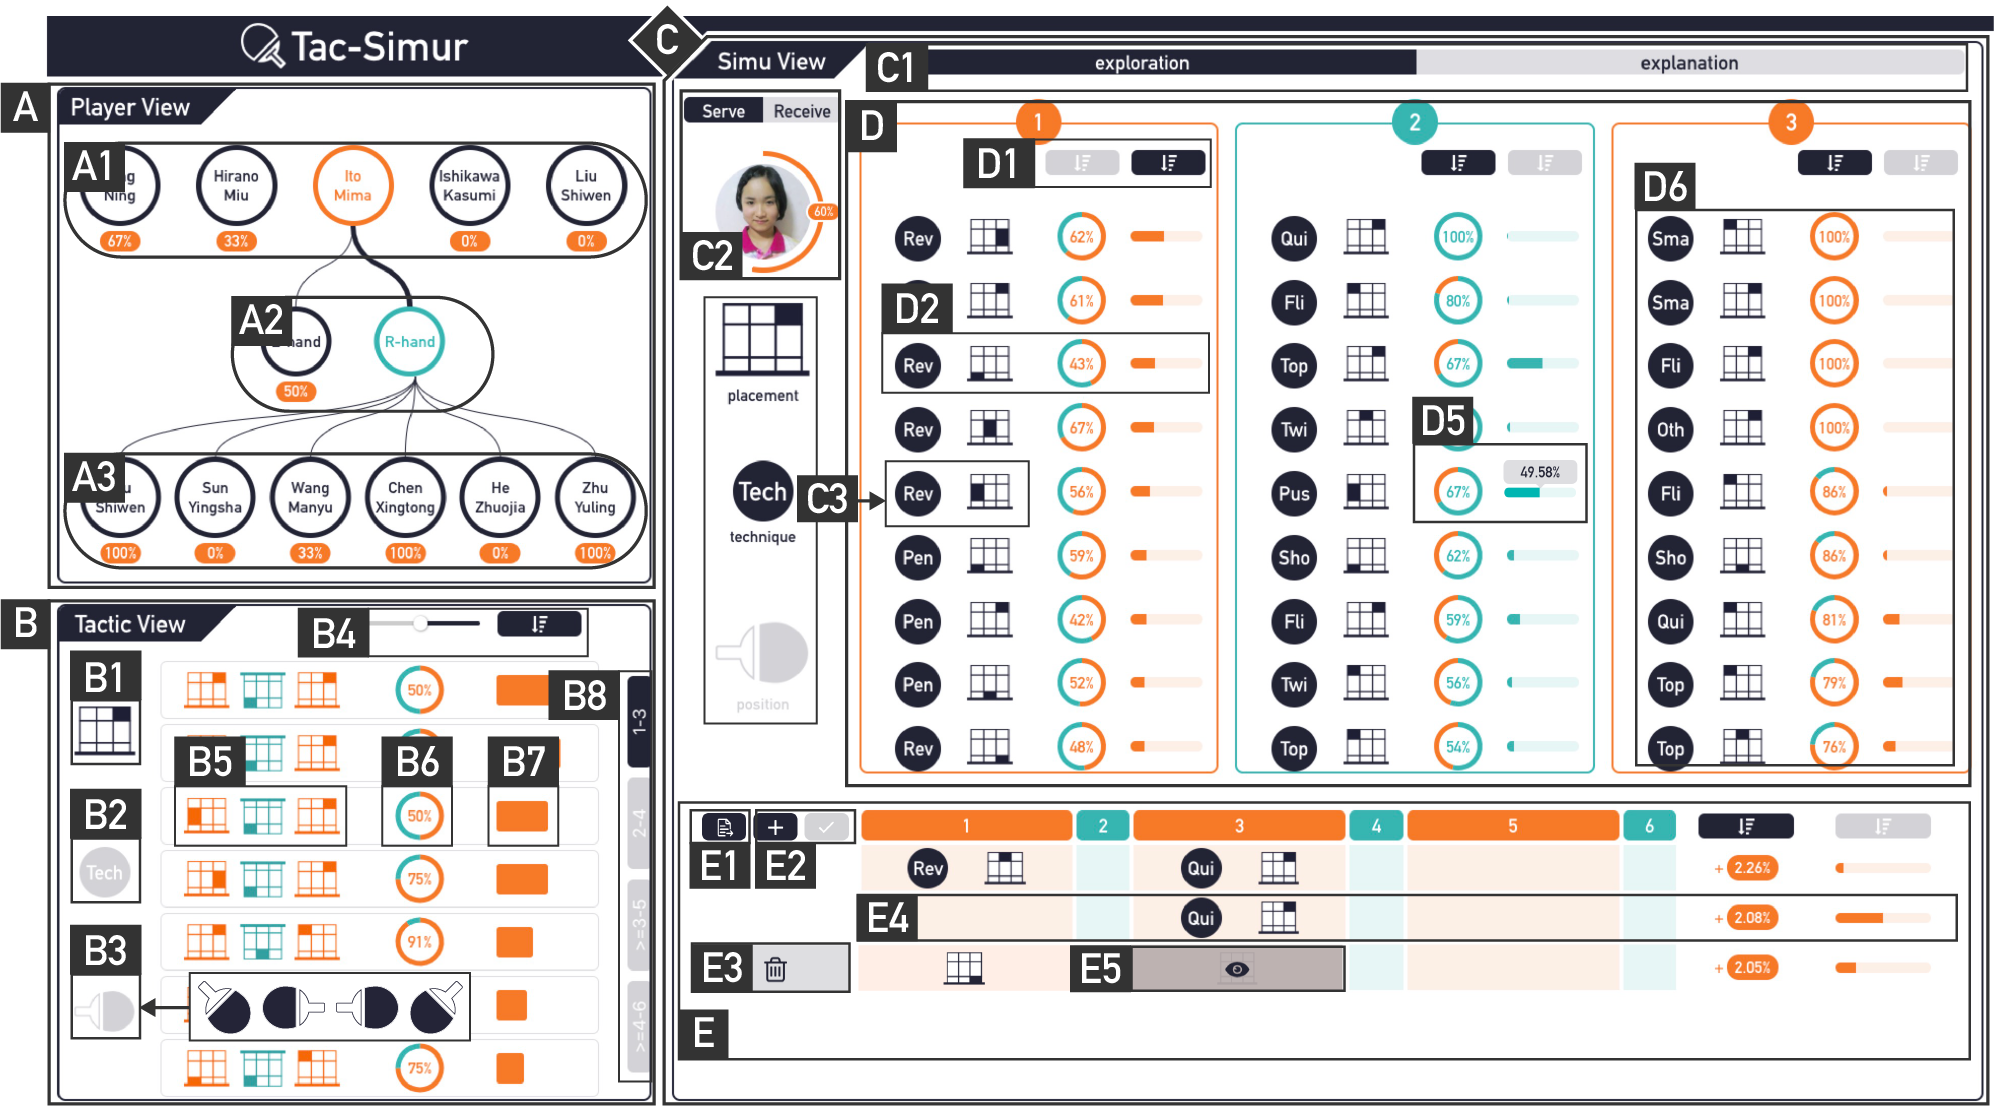 Tac-Simur
A
Player View
A1
g
Ning
Hirano
Miu
Ito
Mima
Ishikawa
Kasumi
Liu
Shiwen
67%
33%
0%
0%
A2
hand
R-hand
50%
A3
u
Shiwen
Sun
Yingsha
Wang
Manyu
Chen
Xingtong
He
Zhuojia
Zhu
Yuling
100%
0%
33%
100%
0%
100%
B
Tactic View
B4
B1
B2
Tech
B3
B5
B6
B7
B8
50%
50%
75%
91%
75%
1-3
2-4
>=3-5
>=4-6
C
Simu View
C1
exploration
explanation
Serve
Receive
60%
C2
placement
Tech
technique
C3
position
D
1
D1
Rev
62%
61%
D2
Rev
43%
Rev
67%
Rev
56%
Pen
59%
Pen
42%
Pen
52%
Rev
48%
2
Qui
100%
Fli
80%
Top
67%
Twi
D5
Pus
67%
49.58%
Sho
62%
Fli
59%
Twi
56%
Top
54%
3
D6
Sma
100%
Sma
100%
Fli
100%
Oth
100%
Fli
86%
Sho
86%
Qui
81%
Top
79%
Top
76%
E1
E2
+
1
2
3
4
5
6
Rev
Qui
+ 2.26%
E4
Qui
+ 2.08%
E3
E5
+ 2.05%
E